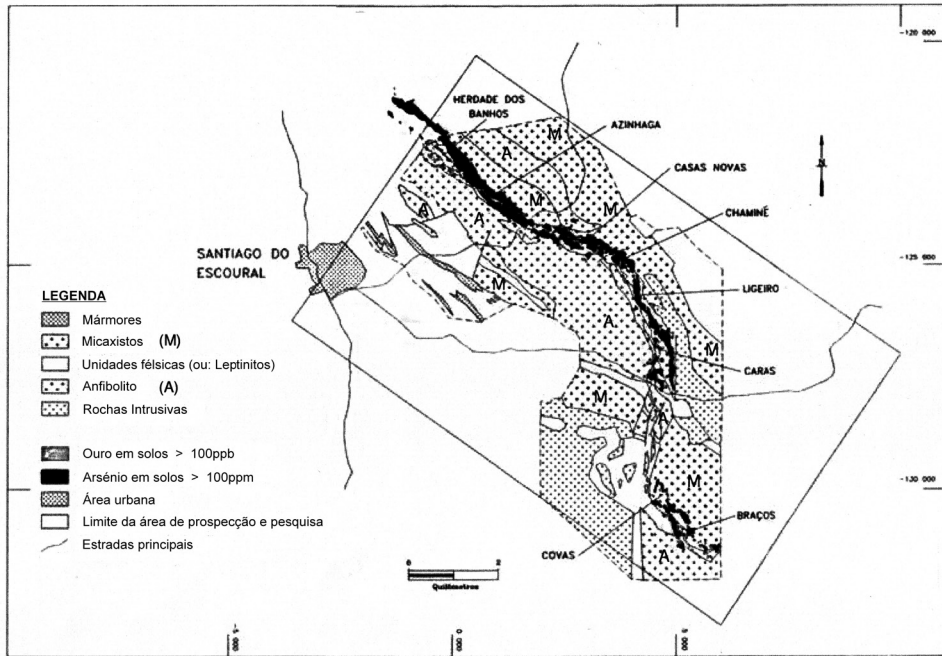 -120 000
HERDADE DOS
BANHOS
M
AZINHAGA
A
CASAS NOVAS
M
M
A
A
CHAMINÉ
SANTIAGO DO
ESCOURAL
-125 000
M
LIGEIRO
A
M
CARAS
M
A
M
-130 000
BRAÇOS
COVAS
A
N
LEGENDA
Mármores
Micaxistos (M)
Unidades félsicas (ou: Leptinitos)
Anfibolito (A)
Rochas Intrusivas
Ouro em solos > 100ppb
Arsénio em solos > 100ppm
Área urbana
Limite da área de prospecção e pesquisa
Estradas principais
0 2
Quilómetros
-5 000
0 000
5 000